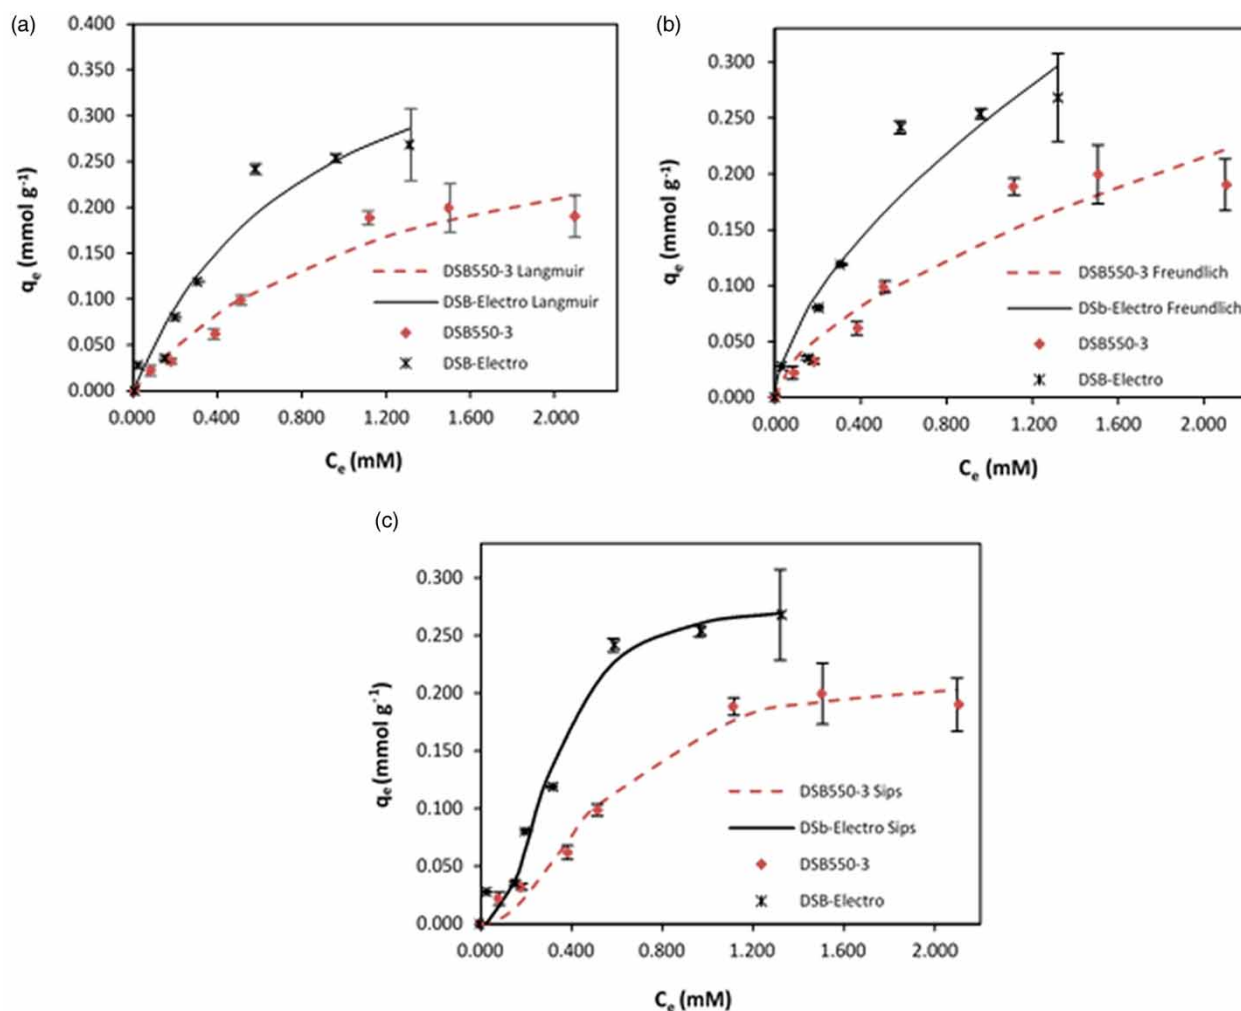 (a)
0.400
0.350
0.300
0.250
0.200
0.150
0.100
0.050
0.000
qe (mmol g-1)
0.000 0.400 0.800 1.200 1.600 2.000
Ce (mM)
DSB550-3 Langmuir
DSB-Electro Langmuir
DSB550-3
DSB-Electro
(b)
0.300
0.250
0.200
0.150
0.100
0.050
0.000
qe (mmol g-1)
0.000 0.400 0.800 1.200 1.600 2.000
Ce (mM)
DSB550-3 Freundlich
DSb-Electro Freundlich
DSB550-3
DSB-Electro
(c)
0.300
0.250
0.200
0.150
0.100
0.050
0.000
qe (mmol g-1)
0.000 0.400 0.800 1.200 1.600 2.000
Ce (mM)
DSB550-3 Sips
DSb-Electro Sips
DSB550-3
DSB-Electro